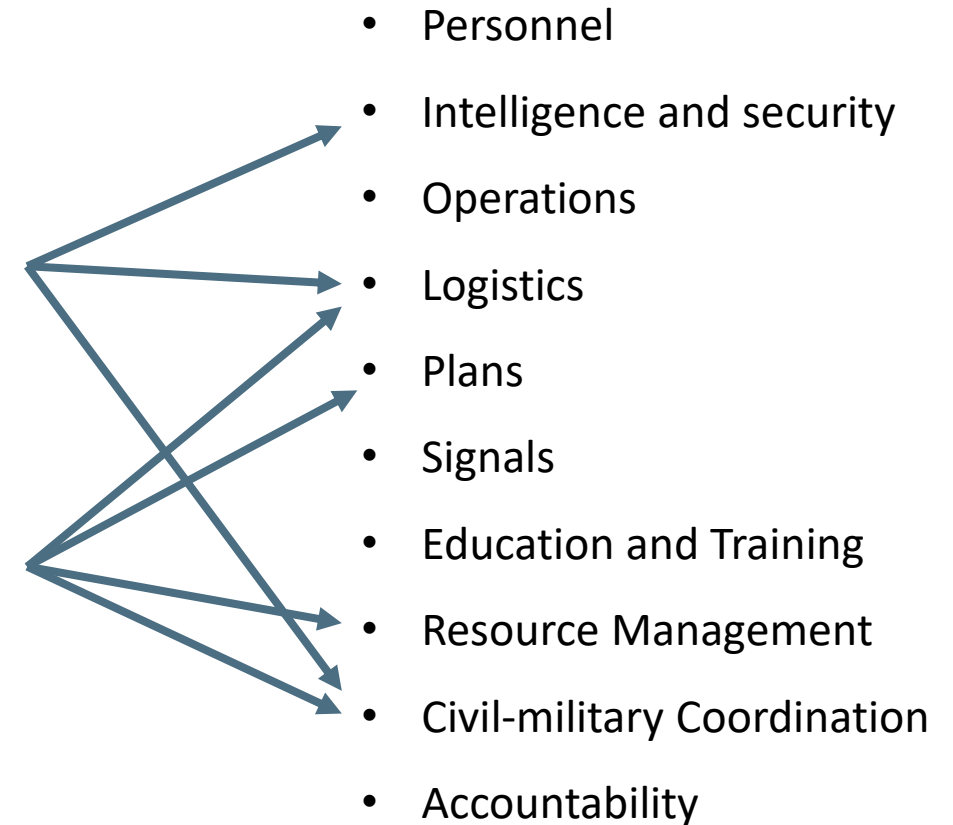 • Personnel
• Intelligence and security
• Operations
• Logistics
• Plans
• Signals
• Education and Training
• Resource Management
• Civil-military Coordination
• Accountability